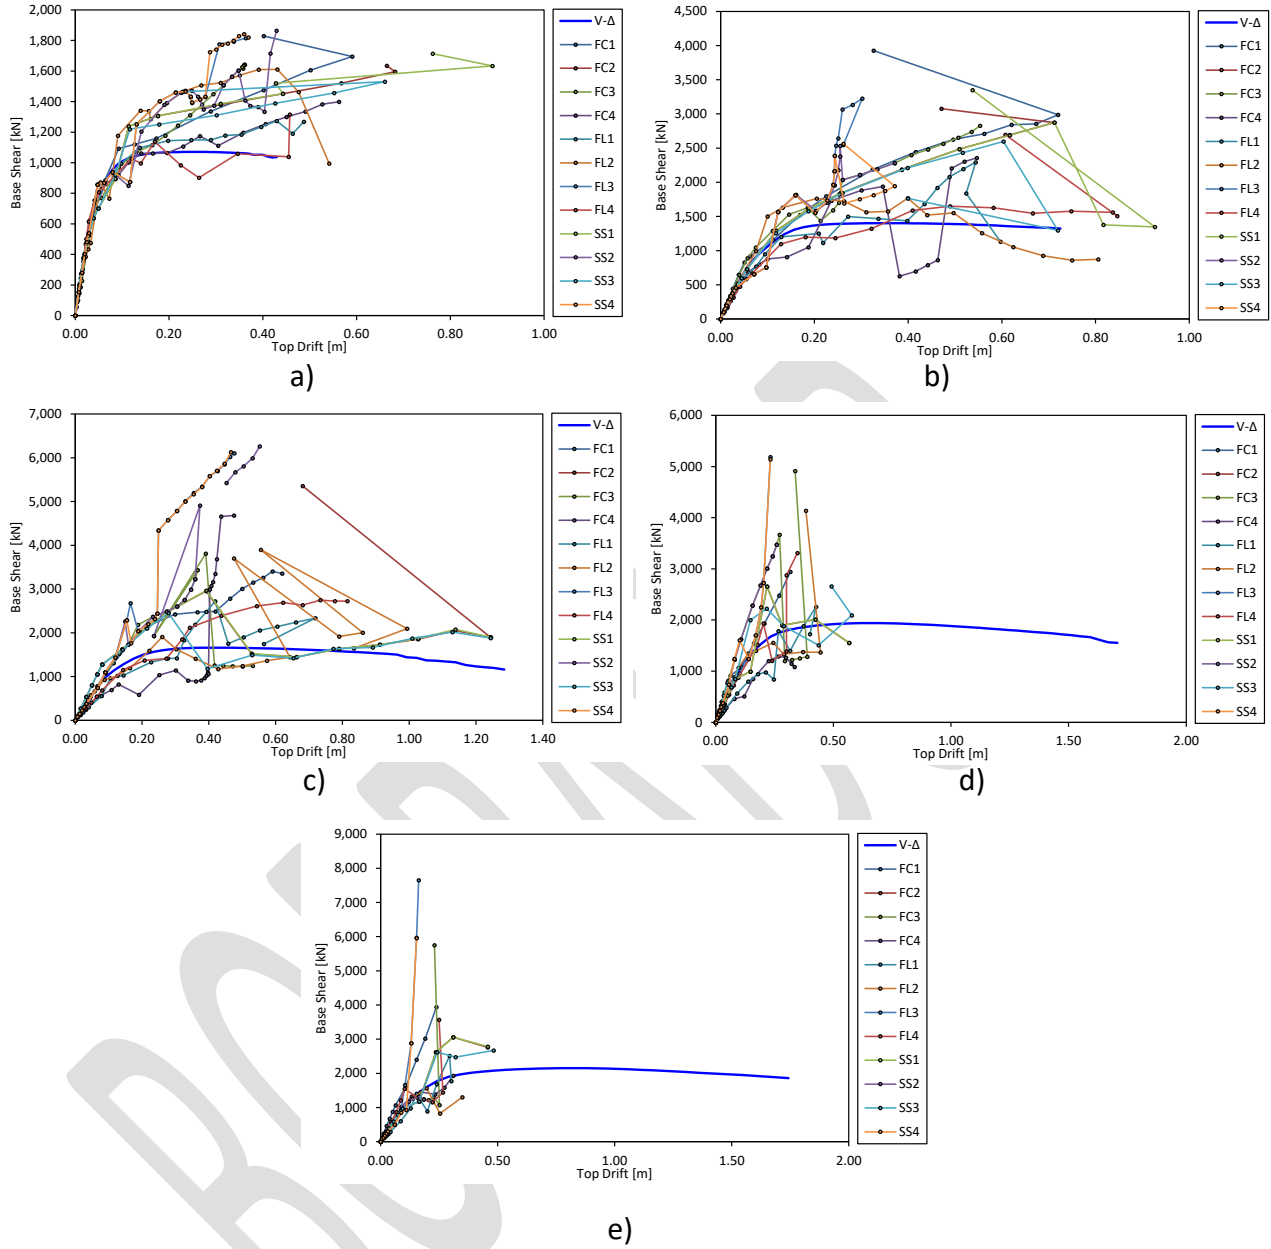 2,000
1,800
1,600
1,400
1,200
1,000
800
600
400
200
0
Base Shear [kN]
0.00 0.20 0.40 0.60 0.80 1.00
Top Drift [m]
V-Δ
FC1
FC2
FC3
FC4
FL1
FL2
FL3
FL4
SS1
SS2
SS3
SS4
a)
4,500
4,000
3,500
3,000
2,500
2,000
1,500
1,000
500
0
Base Shear [kN]
0.00 0.20 0.40 0.60 0.80 1.00
Top Drift [m]
V-Δ
FC1
FC2
FC3
FC4
FL1
FL2
FL3
FL4
SS1
SS2
SS3
SS4
b)
7,000
6,000
5,000
4,000
3,000
2,000
1,000
0
Base Shear [kN]
0.00 0.20 0.40 0.60 0.80 1.00 1.20 1.40
Top Drift [m]
V-Δ
FC1
FC2
FC3
FC4
FL1
FL2
FL3
FL4
SS1
SS2
SS3
SS4
c)
6,000
5,000
4,000
3,000
2,000
1,000
0
Base Shear [kN]
0.00 0.50 1.00 1.50 2.00
Top Drift [m]
V-Δ
FC1
FC2
FC3
FC4
FL1
FL2
FL3
FL4
SS1
SS2
SS3
SS4
d)
9,000
8,000
7,000
6,000
5,000
4,000
3,000
2,000
1,000
0
Base Shear [kN]
0.00 0.50 1.00 1.50 2.00
Top Drift [m]
V-Δ
FC1
FC2
FC3
FC4
FL1
FL2
FL3
FL4
SS1
SS2
SS3
SS4
e)